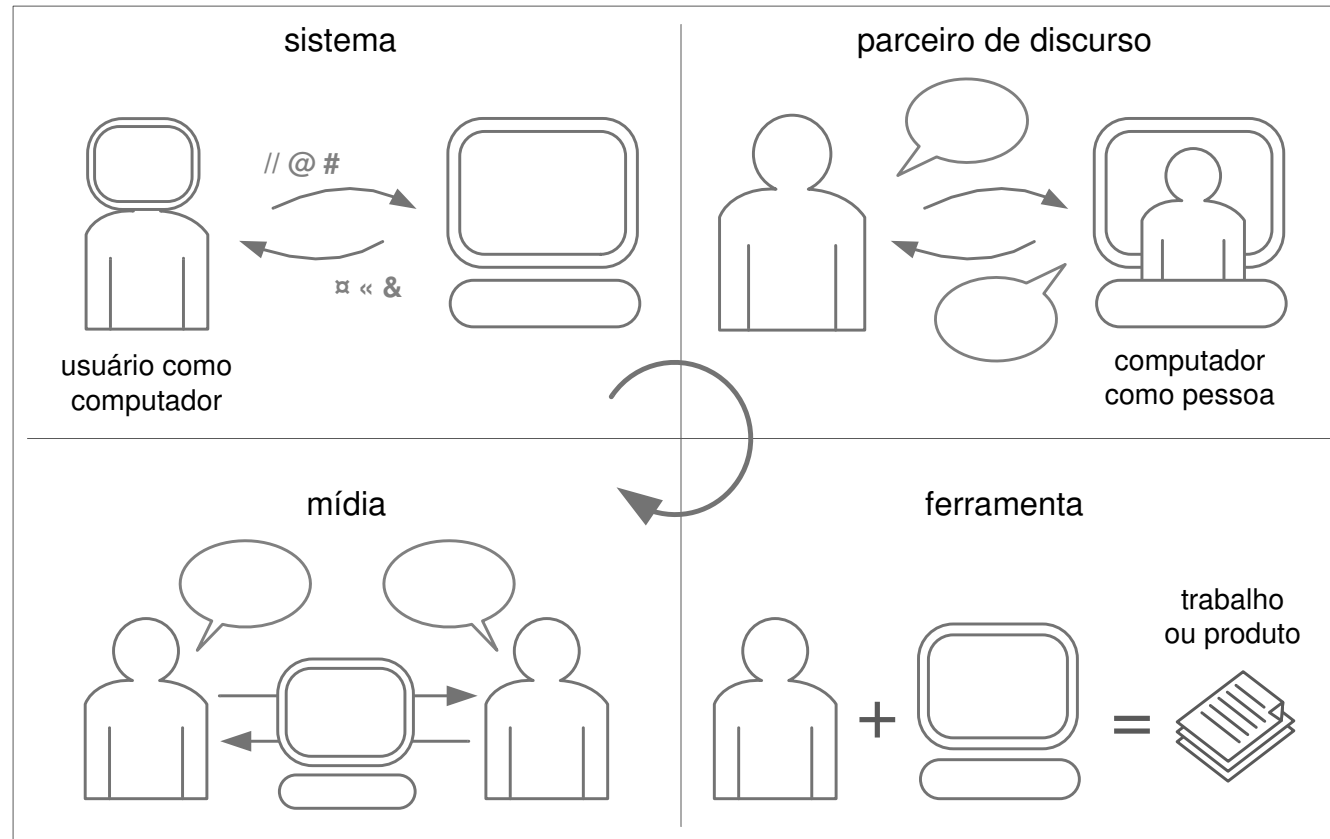 sistema
// @ #
¤ « &
usuário como
computador
parceiro de discurso
computador
como pessoa
mídia
ferramenta
+
=
trabalho
ou produto